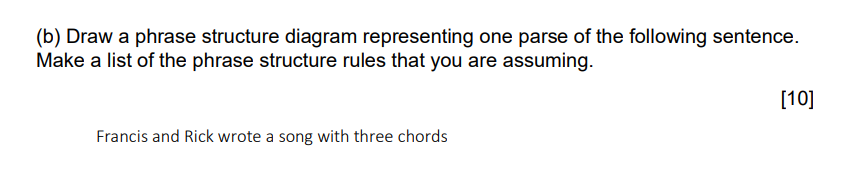 (b) Draw a phrase structure diagram representing one parse of the following sentence.
Make a list of the phrase structure rules that you are assuming.
[10]
Francis and Rick wrote a song with three chords